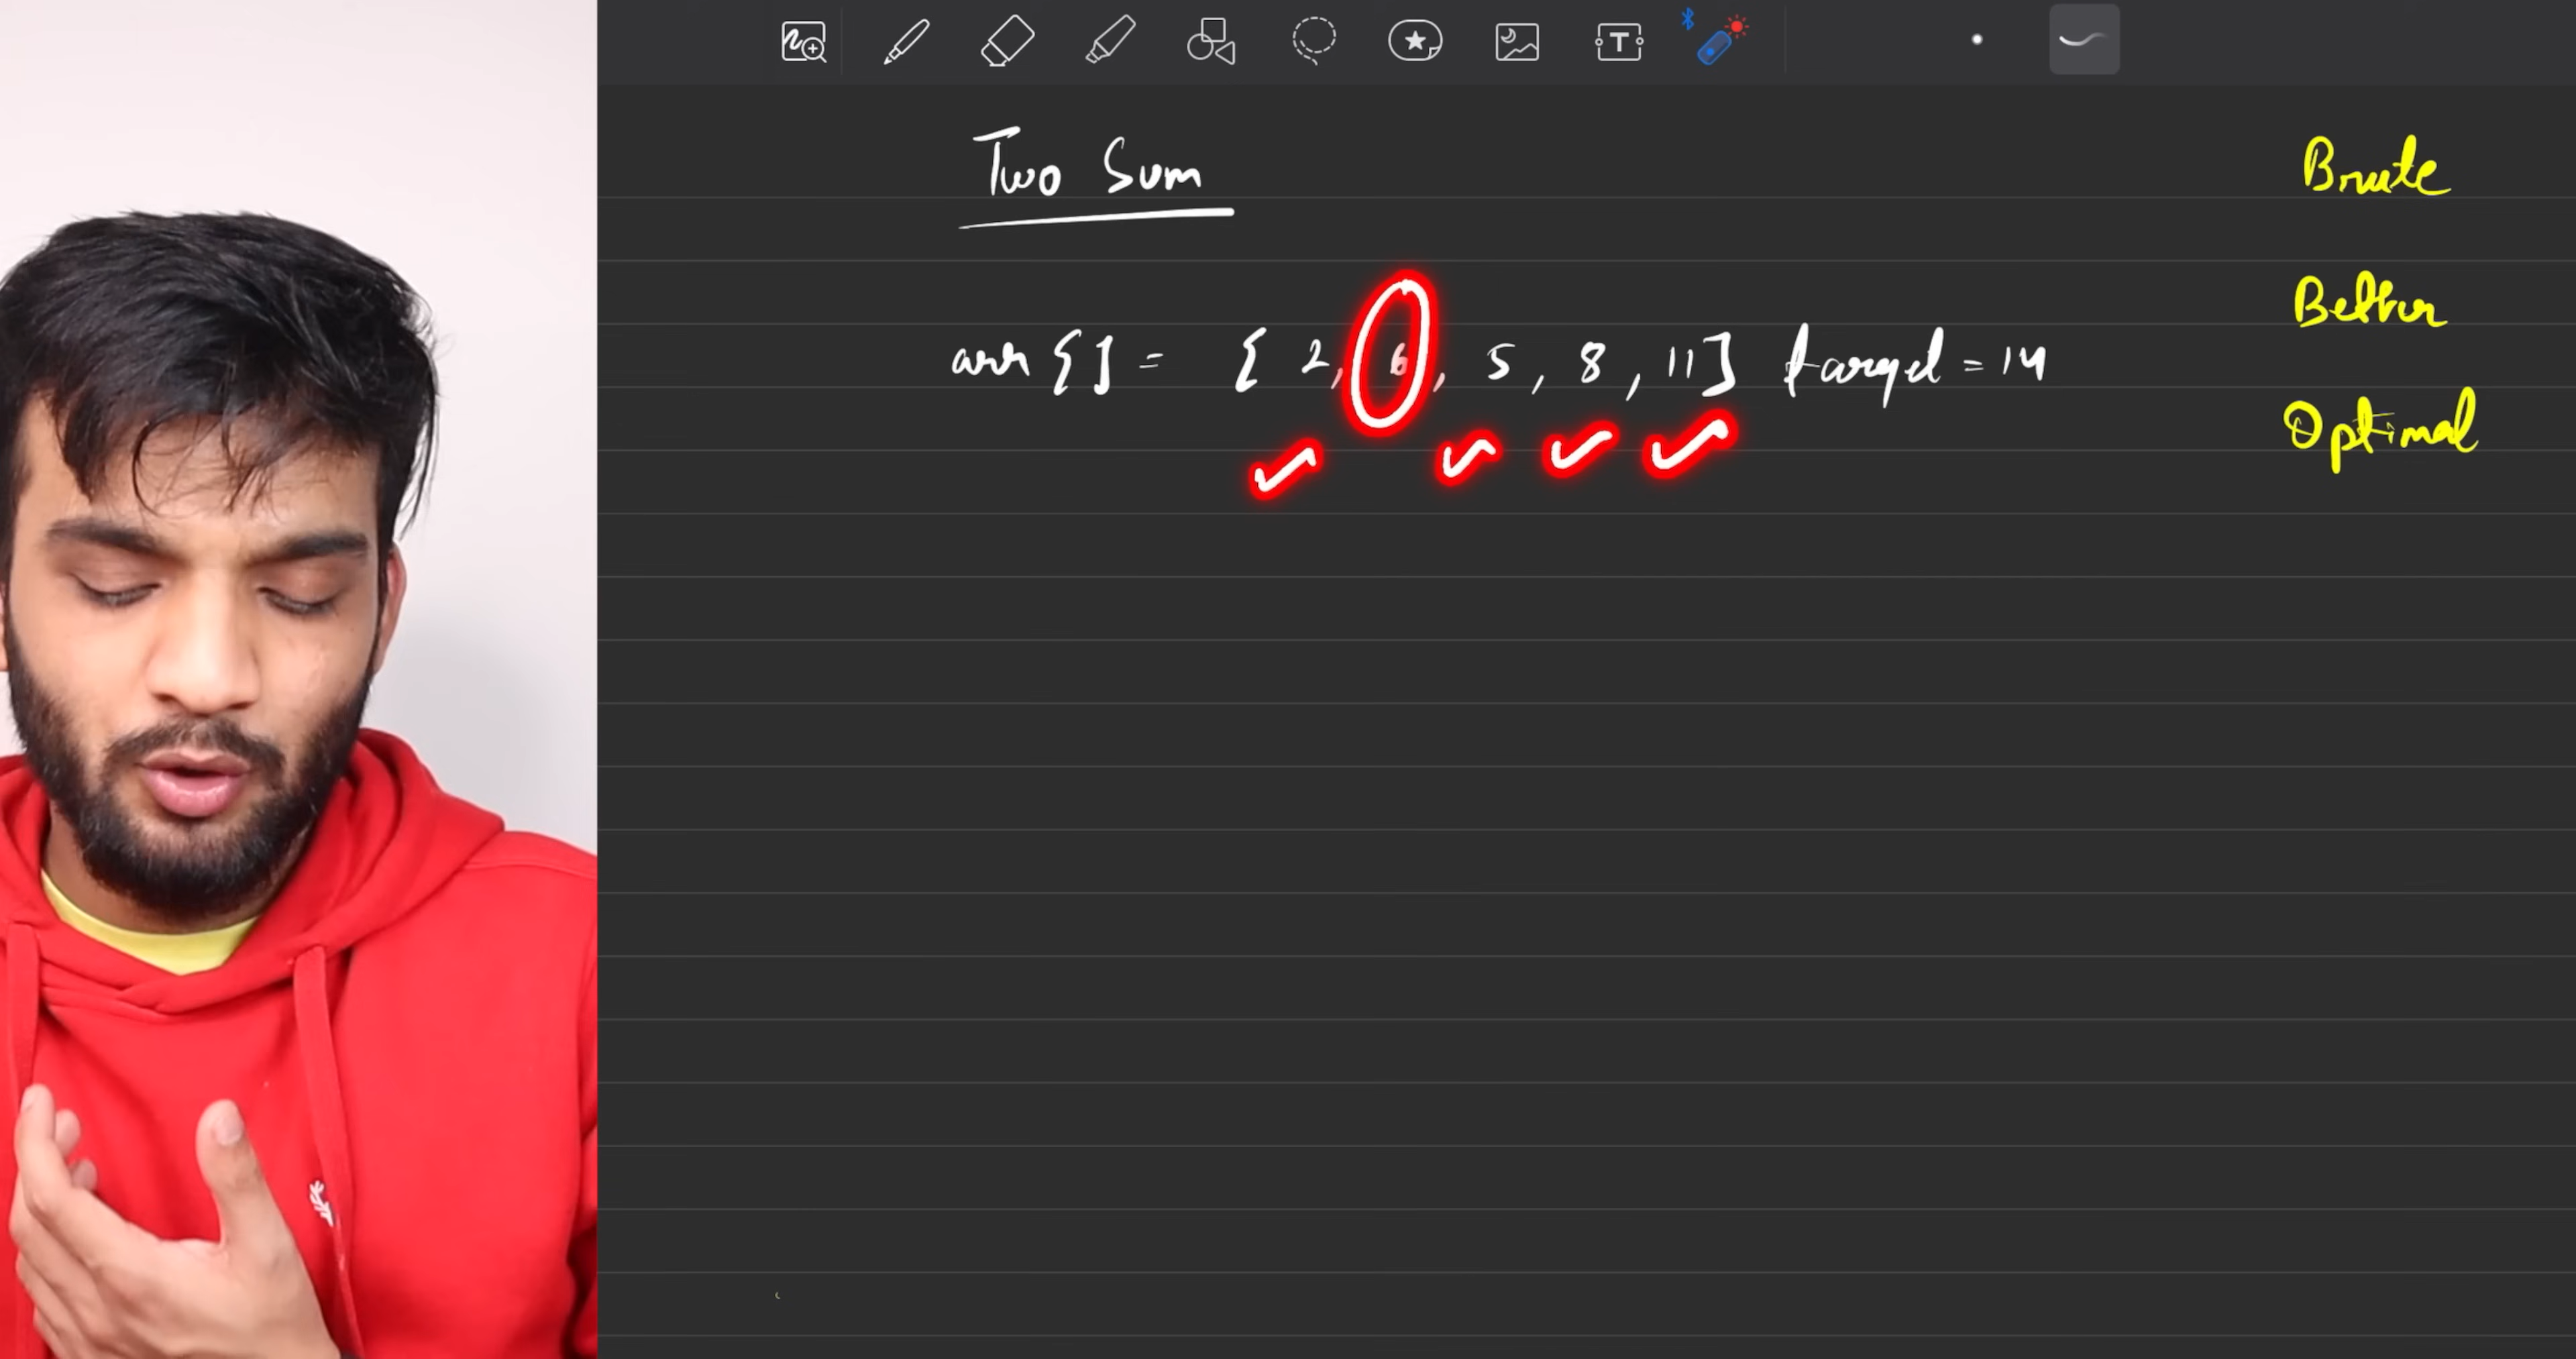 Two Sum
Brute
Better
arr [] = { 2, 6, 5, 8, 11 } target = 14
Optimal